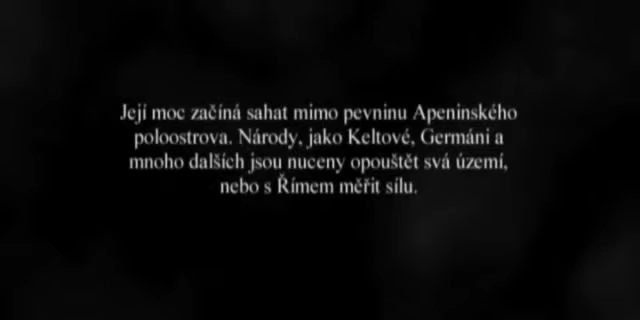 Její moc začíná sahat mimo pevninu Apeninského
poloostrova. Národy, jako Keltové, Germáni a
mnoho dalších jsou nuceny opouštět svá území,
nebo s Římem měřit sílu.